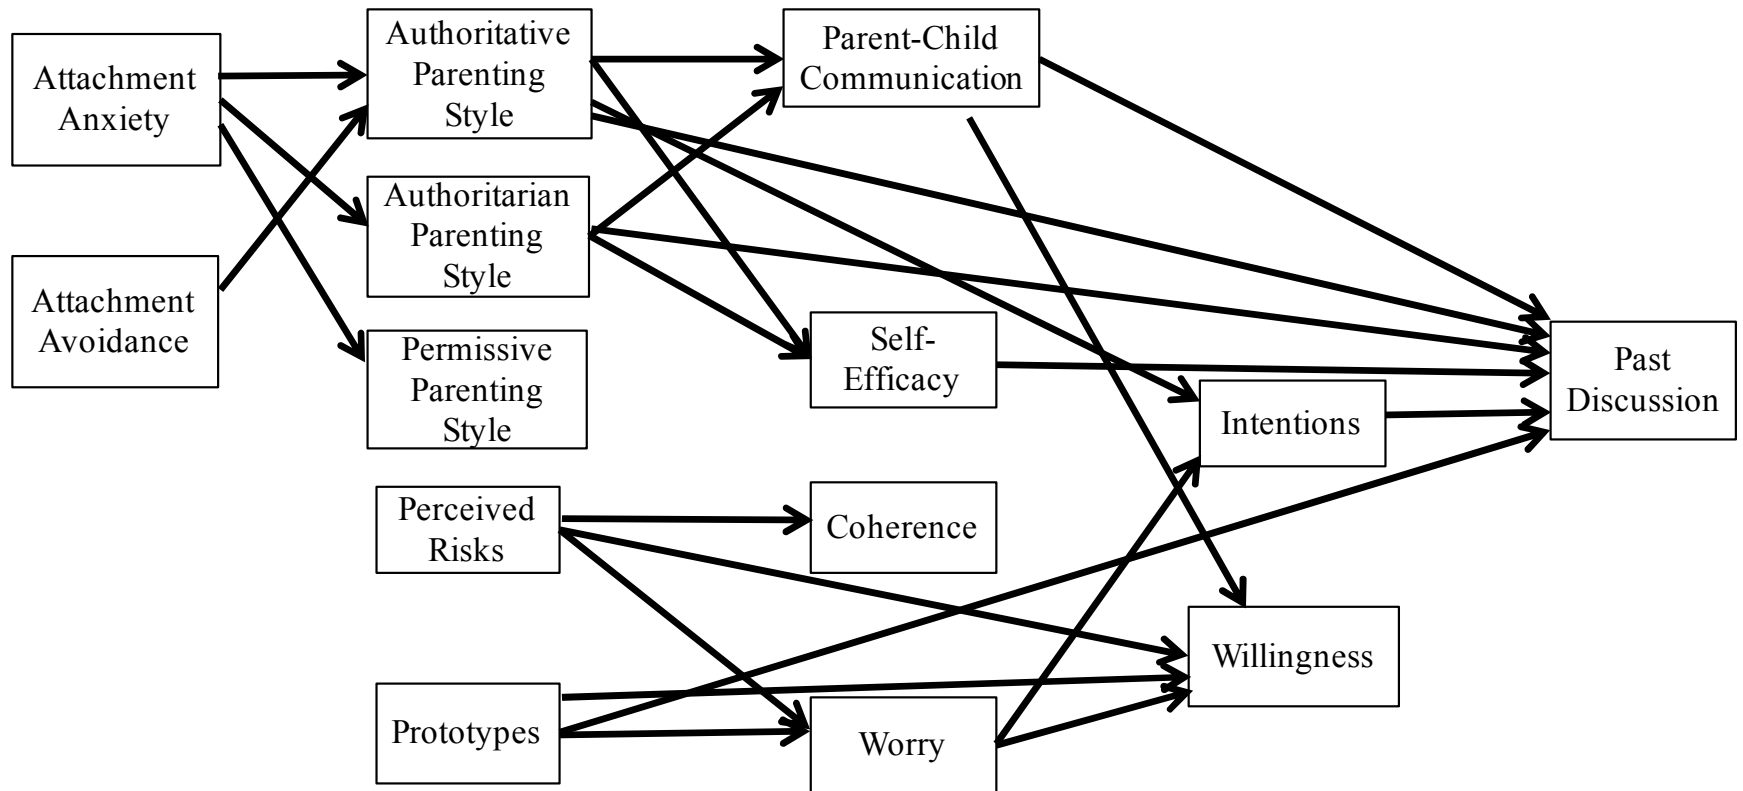 Attachment
Anxiety
Attachment
Avoidance
Authoritative
Parenting
Style
Authoritarian
Parenting
Style
Permissive
Parenting
Style
Perceived
Risks
Prototypes
Parent-Child
Communication
Self-
Efficacy
Coherence
Worry
Intentions
Willingness
Past
Discussion